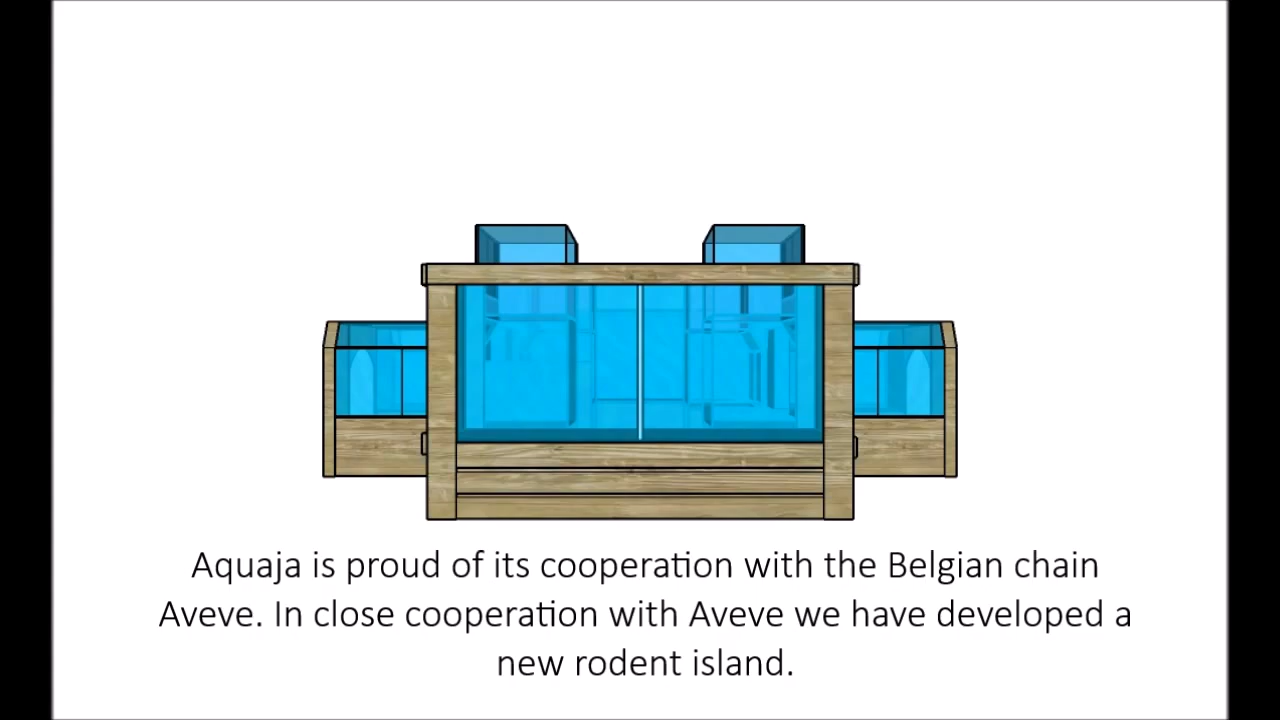 Aquaja is proud of its cooperation with the Belgian chain
Aveve. In close cooperation with Aveve we have developed a
new rodent island.